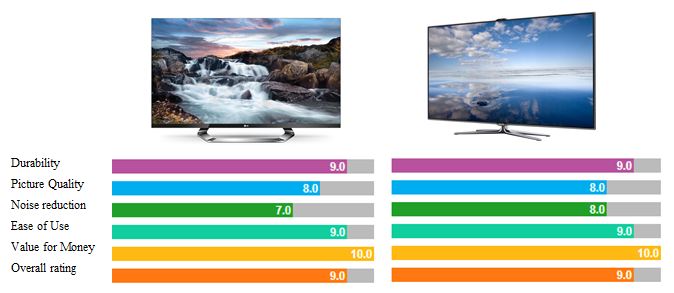 Durability 9.0 9.0
Picture Quality 8.0 8.0
Noise reduction 7.0 8.0
Ease of Use 9.0 9.0
Value for Money 10.0 10.0
Overall rating 9.0 9.0